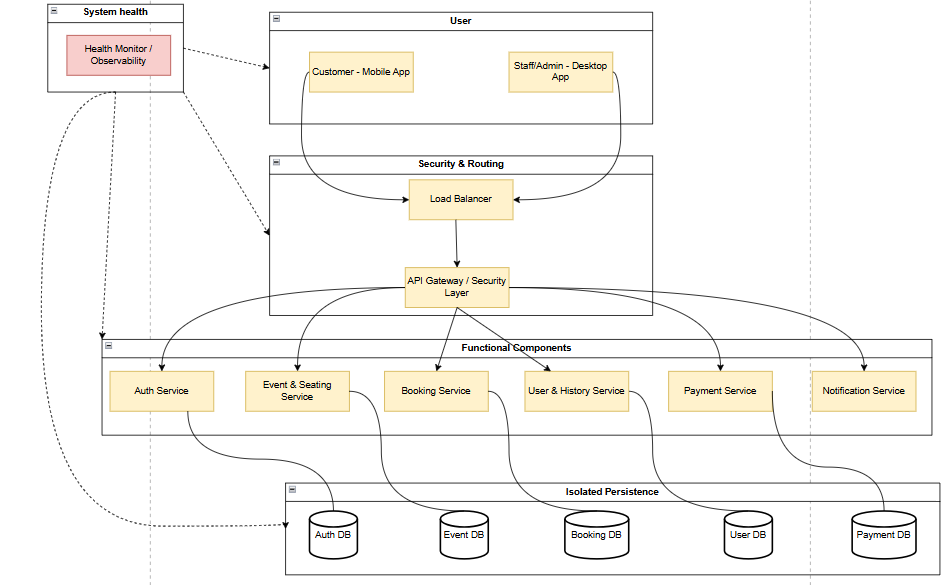 System health
Health Monitor /
Observability
User
Customer - Mobile App
Staff/Admin - Desktop
App
Security & Routing
Load Balancer
API Gateway / Security
Layer
Functional Components
Auth Service
Event & Seating
Service
Booking Service
User & History Service
Payment Service
Notification Service
Isolated Persistence
Auth DB
Event DB
Booking DB
User DB
Payment DB